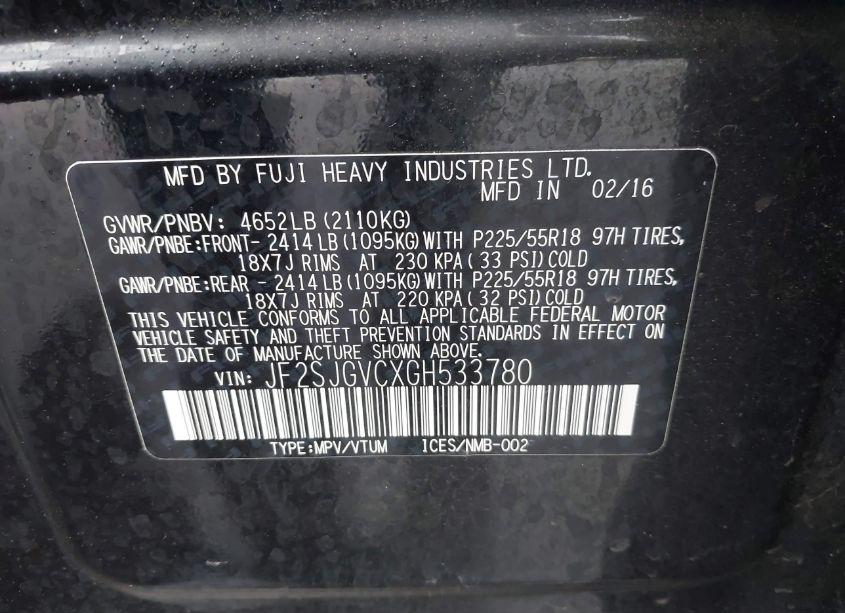 MFD BY FUJI HEAVY INDUSTRIES LTD.
MFD IN 02/16
GVWR/PNBV: 4652LB (2110KG)
GAWR/PNBE:FRONT- 2414 LB (1095KG) WITH P225/55R18 97H TIRES,
18X7J RIMS AT 230 KPA ( 33 PSI) COLD
GAWR/PNBE:REAR - 2414 LB (1095KG) WITH P225/55R18 97H TIRES,
18X7J RIMS AT 220 KPA ( 32 PSI) COLD
THIS VEHICLE CONFORMS TO ALL APPLICABLE FEDERAL MOTOR
VEHICLE SAFETY AND THEFT PREVENTION STANDARDS IN EFFECT ON
THE DATE OF MANUFACTURE SHOWN ABOVE.
VIN: JF2SJGVCXGH533780
TYPE:MPV/VTUM ICES/NMB-002